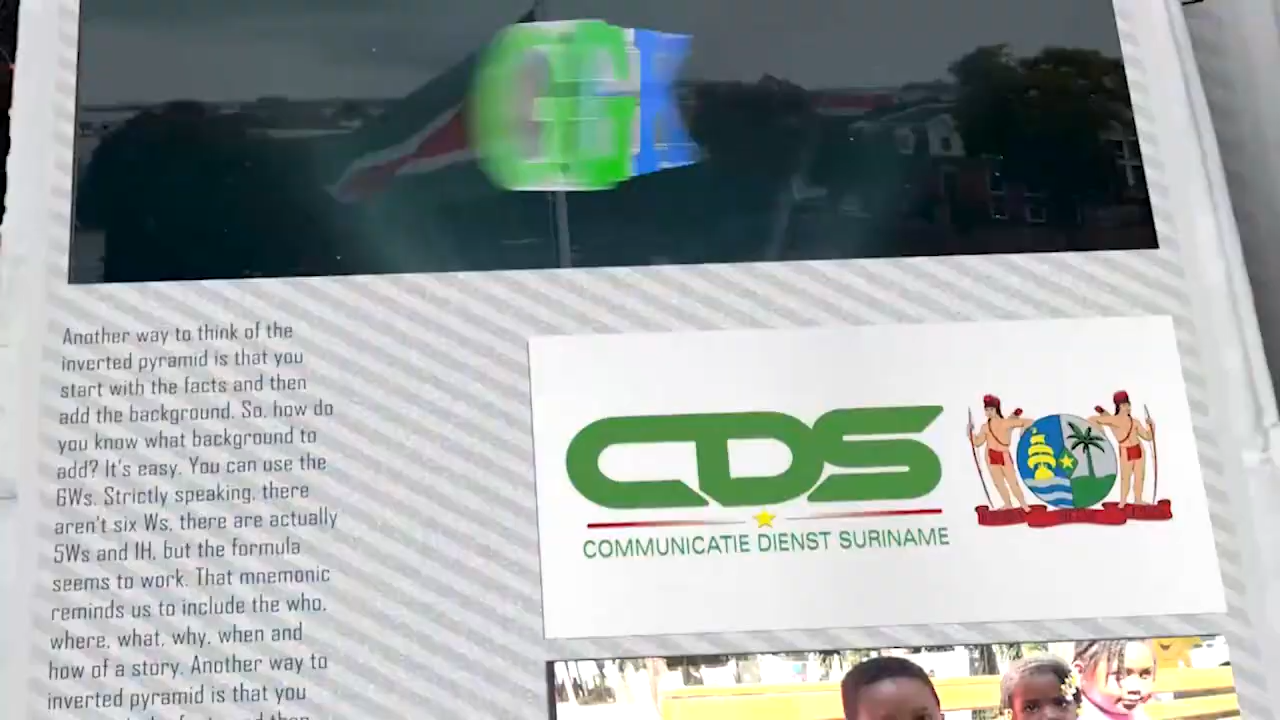 Another way to think of the
inverted pyramid is that you
start with the facts and then
add the background. So, how do
you know what background to
add? It's easy. You can use the
6Ws. Strictly speaking, there
aren't six Ws, there are actually
5Ws and 1H, but the formula
seems to work. That mnemonic
reminds us to include the who,
where, what, why, when and
how of a story. Another way to
inverted pyramid is that you
CDS
COMMUNICATIE DIENST SURINAME